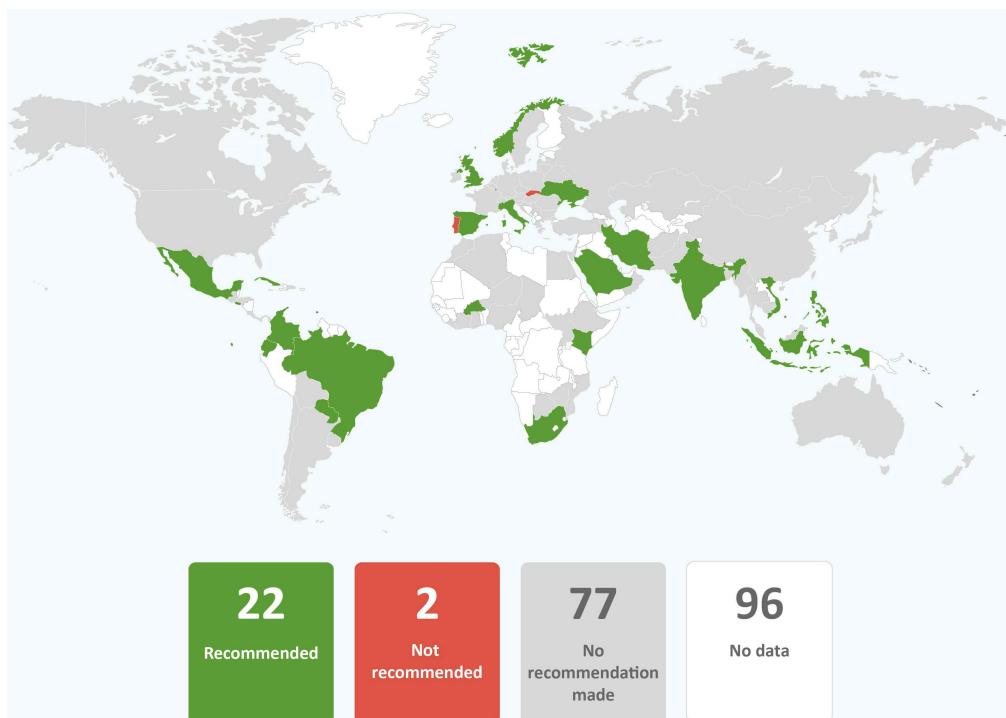 22
Recommended
2
Not
recommended
77
No
recommendation
made
96
No data